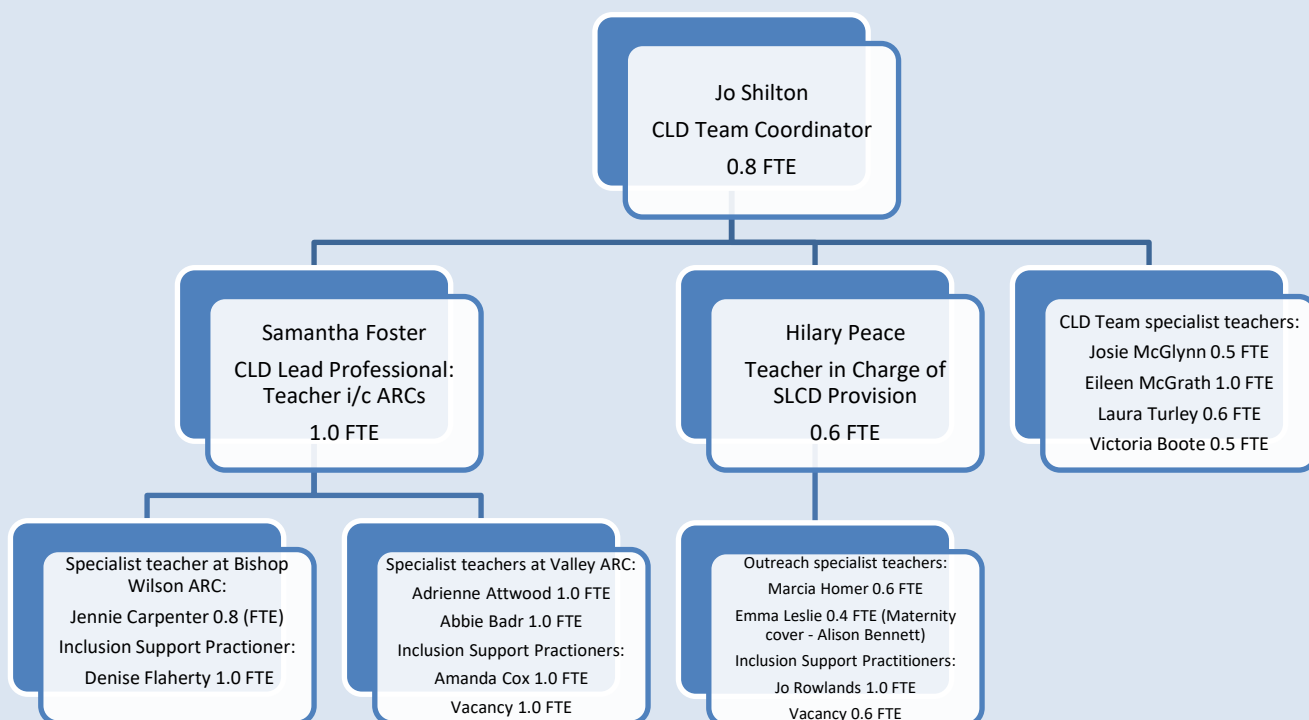 Jo Shilton
CLD Team Coordinator
0.8 FTE
Samantha Foster
CLD Lead Professional:
Teacher i/c ARCs
1.0 FTE
Hilary Peace
Teacher in Charge of
SLCD Provision
0.6 FTE
CLD Team specialist teachers:
Josie McGlynn 0.5 FTE
Eileen McGrath 1.0 FTE
Laura Turley 0.6 FTE
Victoria Boote 0.5 FTE
Specialist teacher at Bishop
Wilson ARC:
Jennie Carpenter 0.8 (FTE)
Inclusion Support Practioner:
Denise Flaherty 1.0 FTE
Specialist teachers at Valley ARC:
Adrienne Attwood 1.0 FTE
Abbie Badr 1.0 FTE
Inclusion Support Practioners:
Amanda Cox 1.0 FTE
Vacancy 1.0 FTE
Outreach specialist teachers:
Marcia Homer 0.6 FTE
Emma Leslie 0.4 FTE (Maternity
cover - Alison Bennett)
Inclusion Support Practitioners:
Jo Rowlands 1.0 FTE
Vacancy 0.6 FTE